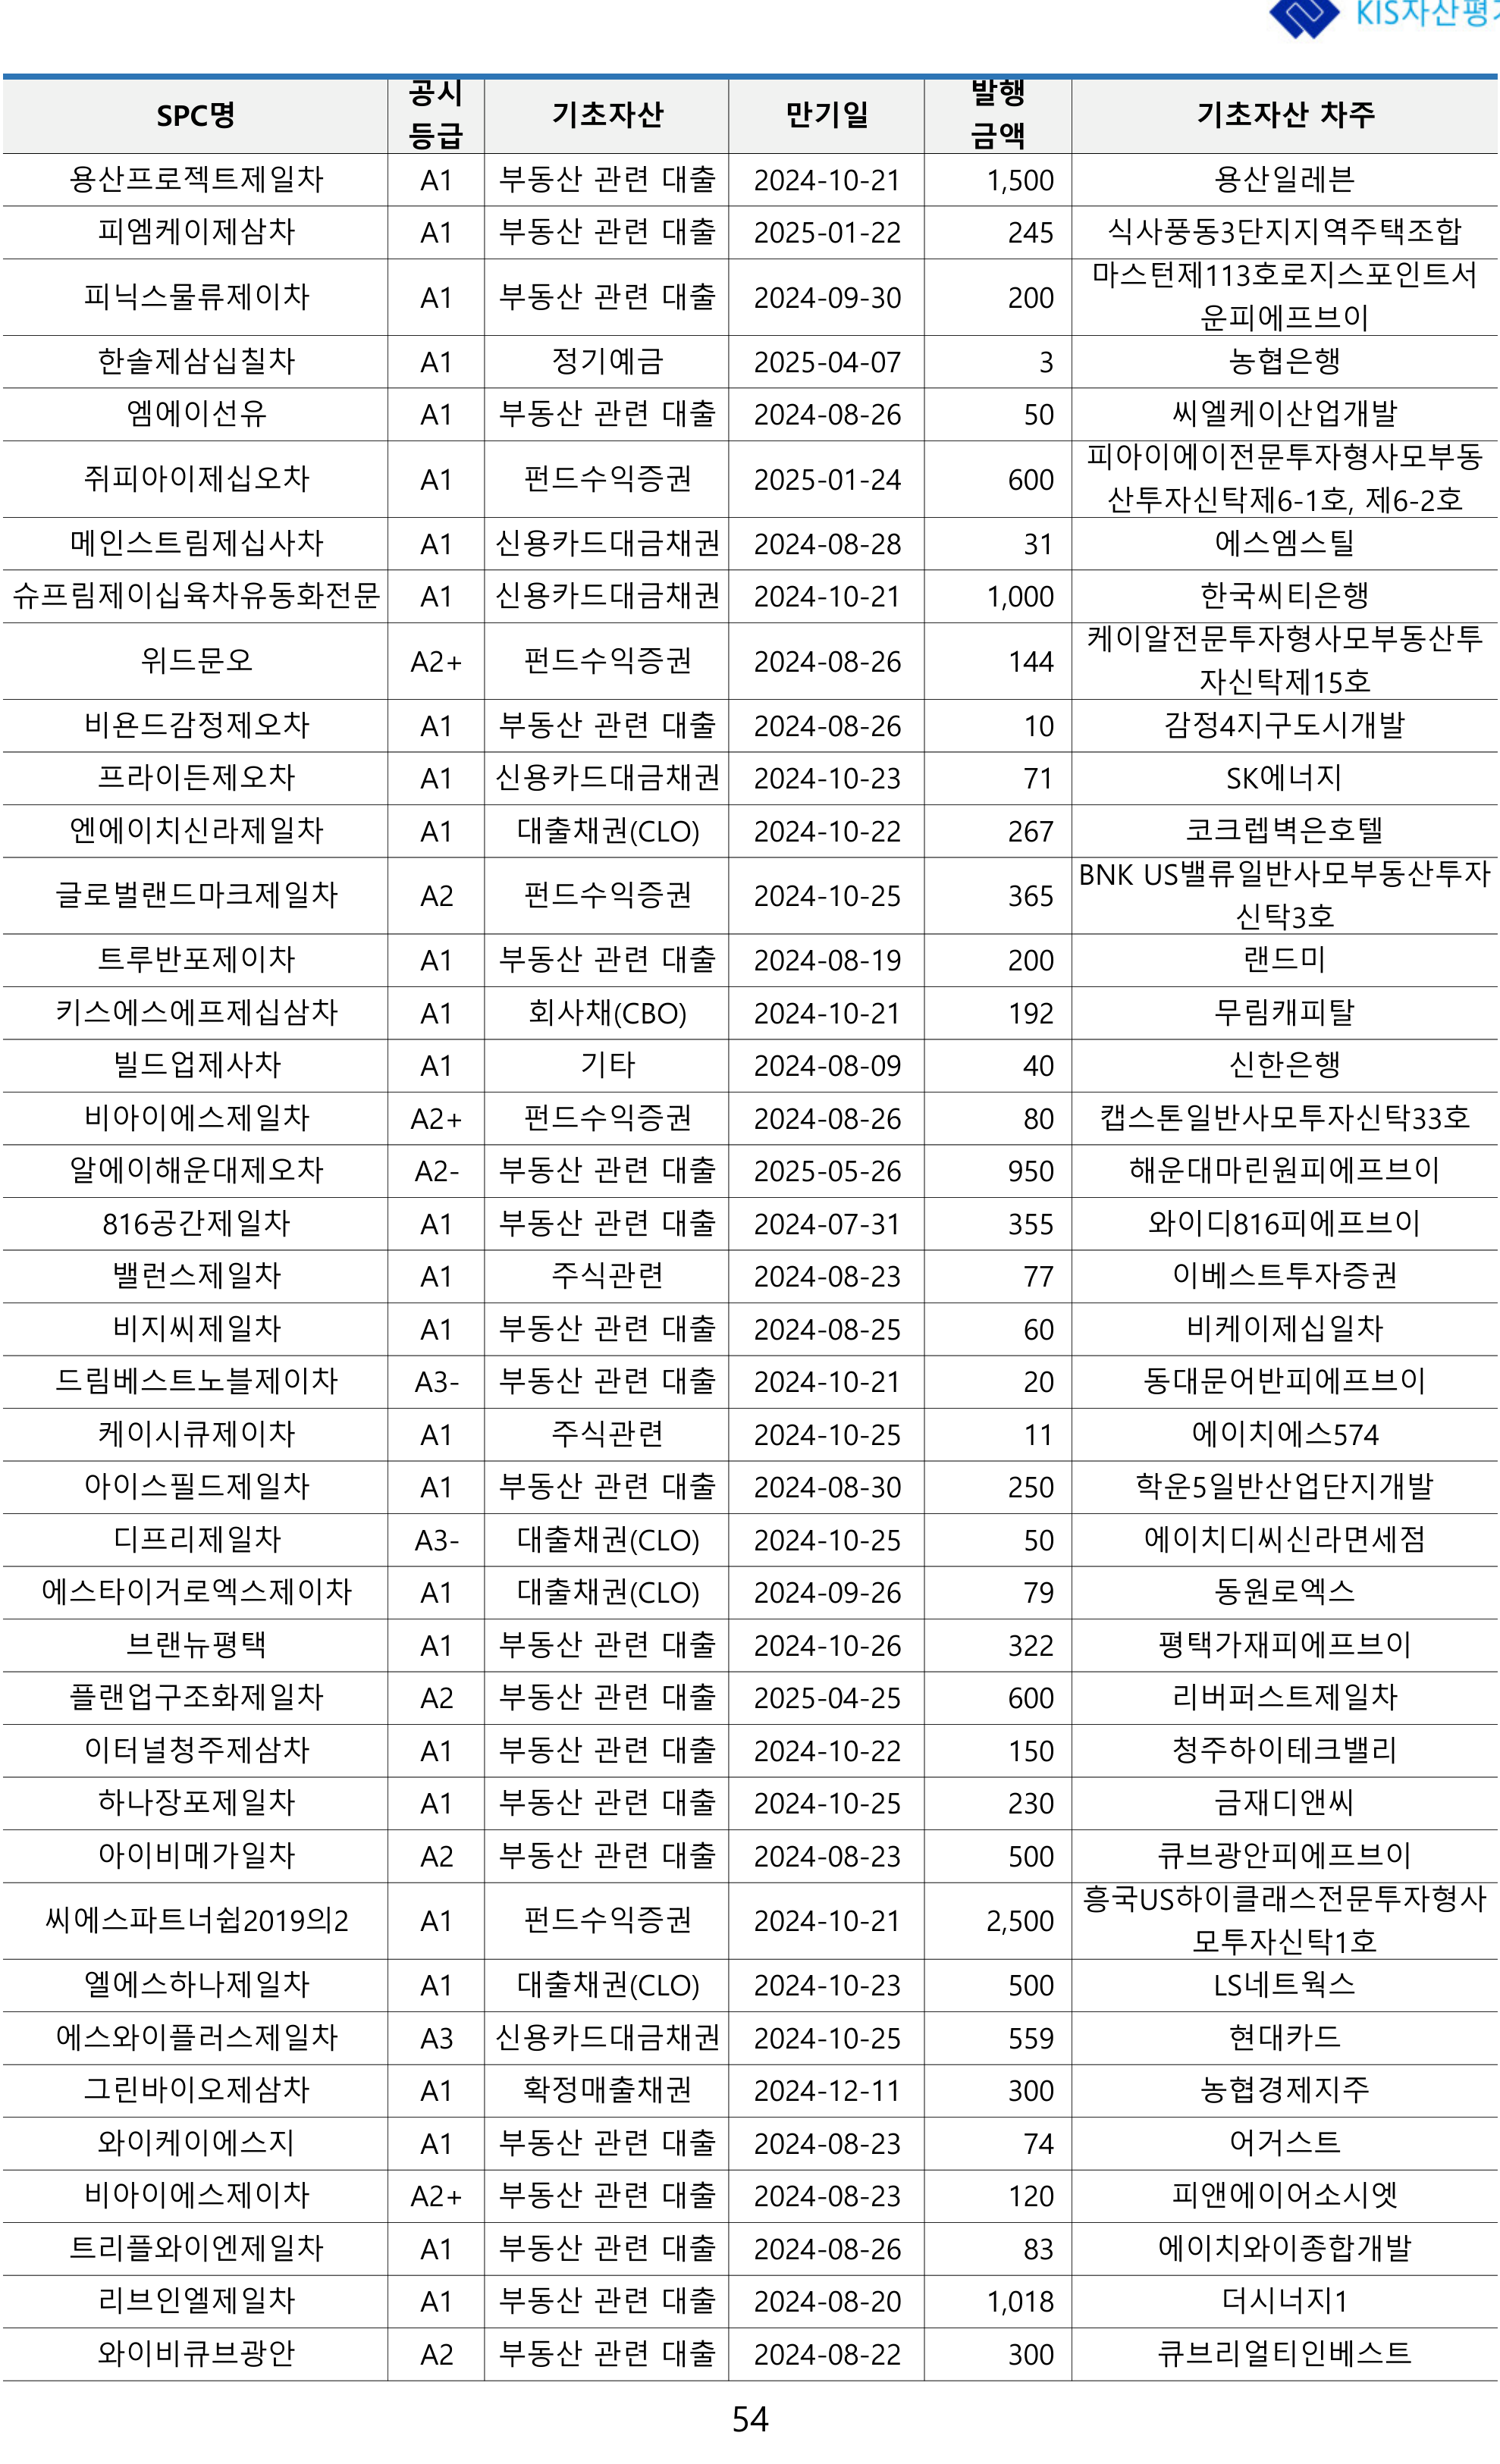 KIS자산평가
SPC명 공시 등급 기초자산 만기일 발행 금액 기초자산 차주
용산프로젝트제일차 A1 부동산 관련 대출 2024-10-21 1,500 용산일레븐
피엠케이제삼차 A1 부동산 관련 대출 2025-01-22 245 식사풍동3단지지역주택조합
피닉스물류제이차 A1 부동산 관련 대출 2024-09-30 200 마스턴제113호로지스포인트서
운피에프브이
한솔제삼십칠차 A1 정기예금 2025-04-07 3 농협은행
엠에이선유 A1 부동산 관련 대출 2024-08-26 50 씨엘케이산업개발
쥐피아이제십오차 A1 펀드수익증권 2025-01-24 600 피아이에이전문투자형사모부동
산투자신탁제6-1호, 제6-2호
메인스트림제십사차 A1 신용카드대금채권 2024-08-28 31 에스엠스틸
슈프림제이십육차유동화전문 A1 신용카드대금채권 2024-10-21 1,000 한국씨티은행
위드문오 A2+ 펀드수익증권 2024-08-26 144 케이알전문투자형사모부동산투
자신탁제15호
비욘드감정제오차 A1 부동산 관련 대출 2024-08-26 10 감정4지구도시개발
프라이든제오차 A1 신용카드대금채권 2024-10-23 71 SK에너지
엔에이치신라제일차 A1 대출채권(CLO) 2024-10-22 267 코크렙벽은호텔
글로벌랜드마크제일차 A2 펀드수익증권 2024-10-25 365 BNK US밸류일반사모부동산투자
신탁3호
트루반포제이차 A1 부동산 관련 대출 2024-08-19 200 랜드미
키스에스에프제십삼차 A1 회사채(CBO) 2024-10-21 192 무림캐피탈
빌드업제사차 A1 기타 2024-08-09 40 신한은행
비아이에스제일차 A2+ 펀드수익증권 2024-08-26 80 캡스톤일반사모투자신탁33호
알에이해운대제오차 A2- 부동산 관련 대출 2025-05-26 950 해운대마린원피에프브이
816공간제일차 A1 부동산 관련 대출 2024-07-31 355 와이디816피에프브이
밸런스제일차 A1 주식관련 2024-08-23 77 이베스트투자증권
비지씨제일차 A1 부동산 관련 대출 2024-08-25 60 비케이제십일차
드림베스트노블제이차 A3- 부동산 관련 대출 2024-10-21 20 동대문어반피에프브이
케이시큐제이차 A1 주식관련 2024-10-25 11 에이치에스574
아이스필드제일차 A1 부동산 관련 대출 2024-08-30 250 학운5일반산업단지개발
디프리제일차 A3- 대출채권(CLO) 2024-10-25 50 에이치디씨신라면세점
에스타이거로엑스제이차 A1 대출채권(CLO) 2024-09-26 79 동원로엑스
브랜뉴평택 A1 부동산 관련 대출 2024-10-26 322 평택가재피에프브이
플랜업구조화제일차 A2 부동산 관련 대출 2025-04-25 600 리버퍼스트제일차
이터널청주제삼차 A1 부동산 관련 대출 2024-10-22 150 청주하이테크밸리
하나장포제일차 A1 부동산 관련 대출 2024-10-25 230 금재디앤씨
아이비메가일차 A2 부동산 관련 대출 2024-08-23 500 큐브광안피에프브이
씨에스파트너쉽2019의2 A1 펀드수익증권 2024-10-21 2,500 흥국US하이클래스전문투자형사
모투자신탁1호
엘에스하나제일차 A1 대출채권(CLO) 2024-10-23 500 LS네트웍스
에스와이플러스제일차 A3 신용카드대금채권 2024-10-25 559 현대카드
그린바이오제삼차 A1 확정매출채권 2024-12-11 300 농협경제지주
와이케이에스지 A1 부동산 관련 대출 2024-08-23 74 어거스트
비아이에스제이차 A2+ 부동산 관련 대출 2024-08-23 120 피앤에이어소시엣
트리플와이엔제일차 A1 부동산 관련 대출 2024-08-26 83 에이치와이종합개발
리브인엘제일차 A1 부동산 관련 대출 2024-08-20 1,018 더시너지1
와이비큐브광안 A2 부동산 관련 대출 2024-08-22 300 큐브리얼티인베스트
54